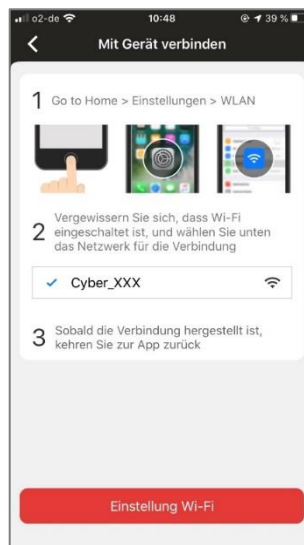 o2-de 10:48 39 %
Mit Gerät verbinden
1 Go to Home > Einstellungen > WLAN
2 Vergewissern Sie sich, dass Wi-Fi
eingeschaltet ist, und wählen Sie unten
das Netzwerk für die Verbindung
Cyber_XXX
3 Sobald die Verbindung hergestellt ist,
kehren Sie zur App zurück
Einstellung Wi-Fi